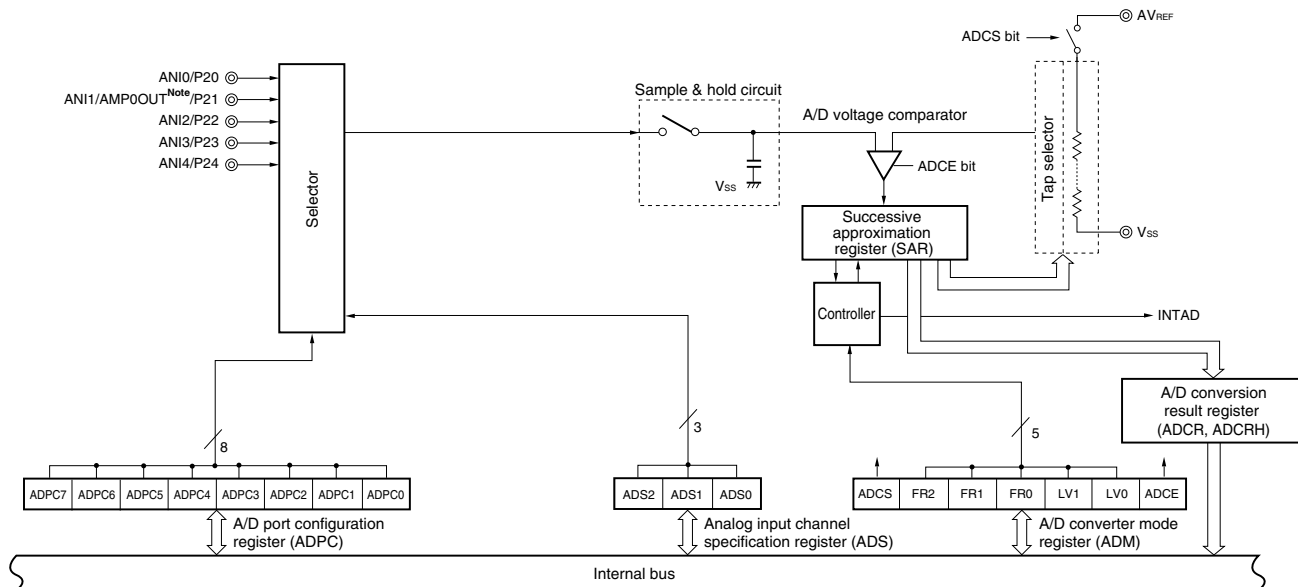 AVREF
ADCS bit
ANI0/P20
ANI1/AMP0OUTNote/P21
ANI2/P22
ANI3/P23
ANI4/P24
Selector
Sample & hold circuit
VSS
A/D voltage comparator
ADCE bit
Tap selector
VSS
Successive
approximation
register (SAR)
Controller
INTAD
A/D conversion
result register
(ADCR, ADCRH)
8
3
5
ADPC7 ADPC6 ADPC5 ADPC4 ADPC3 ADPC2 ADPC1 ADPC0
ADS2 ADS1 ADS0
ADCS FR2 FR1 FR0 LV1 LV0 ADCE
A/D port configuration
register (ADPC)
Analog input channel
specification register (ADS)
A/D converter mode
register (ADM)
Internal bus